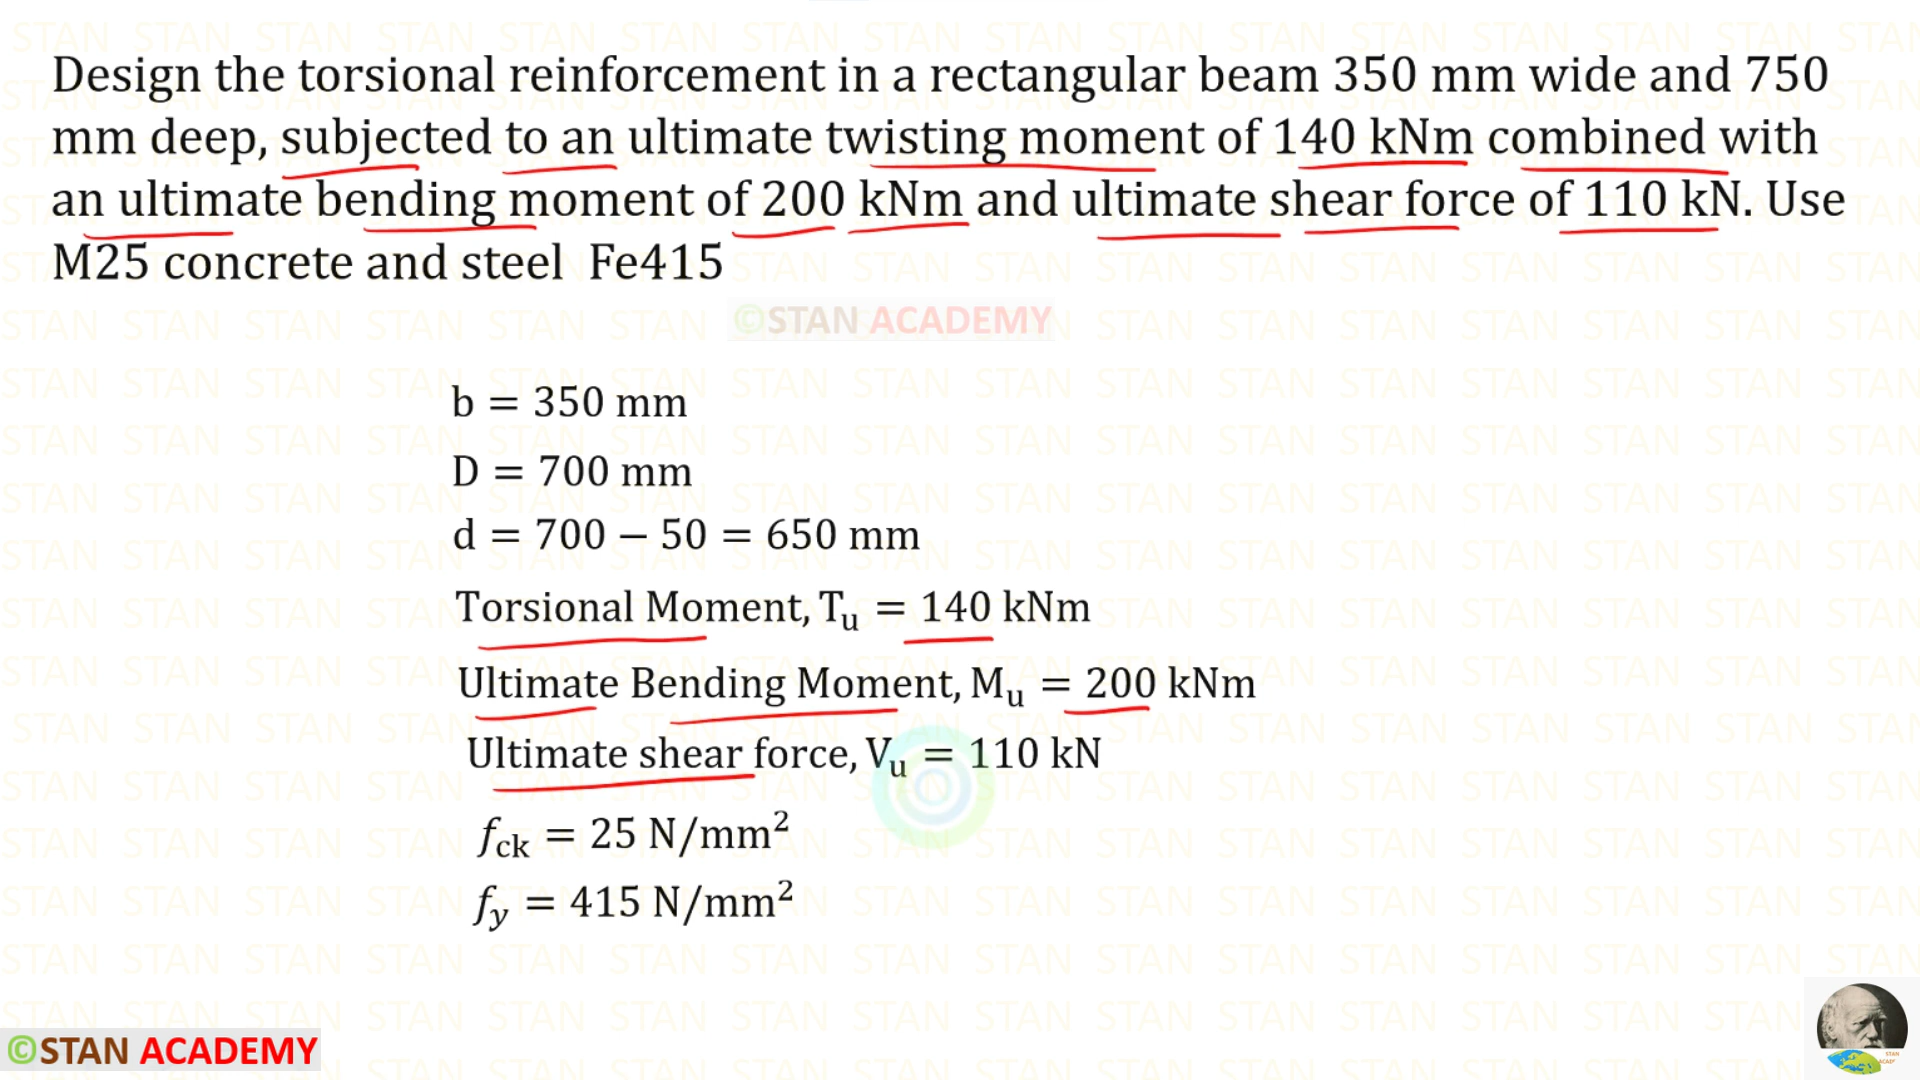 Design the torsional reinforcement in a rectangular beam 350 mm wide and 750
mm deep, subjected to an ultimate twisting moment of 140 kNm combined with
an ultimate bending moment of 200 kNm and ultimate shear force of 110 kN. Use
M25 concrete and steel Fe415
©STAN ACADEMY
b = 350 mm
D = 700 mm
d = 700 − 50 = 650 mm
Torsional Moment, Tᵤ = 140 kNm
Ultimate Bending Moment, Mᵤ = 200 kNm
Ultimate shear force, Vᵤ = 110 kN
f_ck = 25 N/mm²
f_y = 415 N/mm²
©STAN ACADEMY